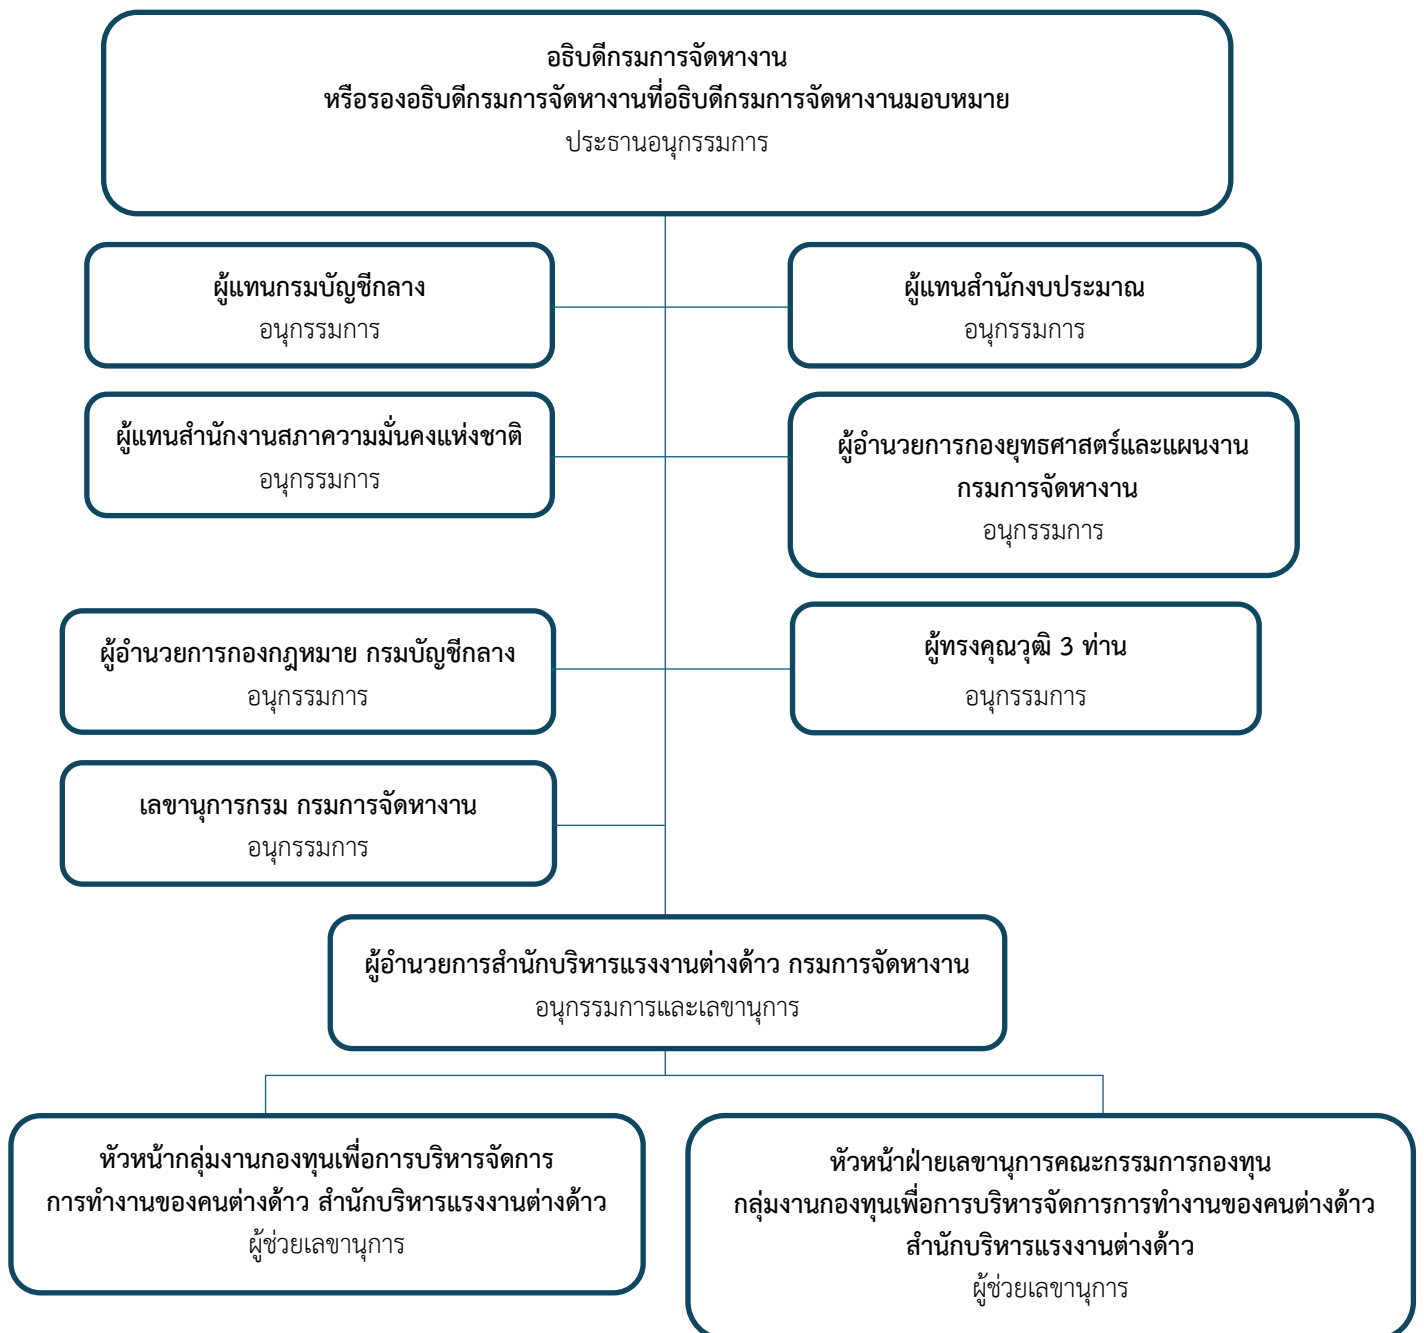 อธิบดีกรมการจัดหางาน
หรือรองอธิบดีกรมการจัดหางานที่อธิบดีกรมการจัดหางานมอบหมาย
ประธานอนุกรรมการ
ผู้แทนกรมบัญชีกลาง
อนุกรรมการ
ผู้แทนสำนักงบประมาณ
อนุกรรมการ
ผู้แทนสำนักงานสภาความมั่นคงแห่งชาติ
อนุกรรมการ
ผู้อำนวยการกองยุทธศาสตร์และแผนงาน
กรมการจัดหางาน
อนุกรรมการ
ผู้อำนวยการกองกฎหมาย กรมบัญชีกลาง
อนุกรรมการ
ผู้ทรงคุณวุฒิ 3 ท่าน
อนุกรรมการ
เลขานุการกรม กรมการจัดหางาน
อนุกรรมการ
ผู้อำนวยการสำนักบริหารแรงงานต่างด้าว กรมการจัดหางาน
อนุกรรมการและเลขานุการ
หัวหน้ากลุ่มงานกองทุนเพื่อการบริหารจัดการ
การทำงานของคนต่างด้าว สำนักบริหารแรงงานต่างด้าว
ผู้ช่วยเลขานุการ
หัวหน้าฝ่ายเลขานุการคณะกรรมการกองทุน
กลุ่มงานกองทุนเพื่อการบริหารจัดการการทำงานของคนต่างด้าว
สำนักบริหารแรงงานต่างด้าว
ผู้ช่วยเลขานุการ